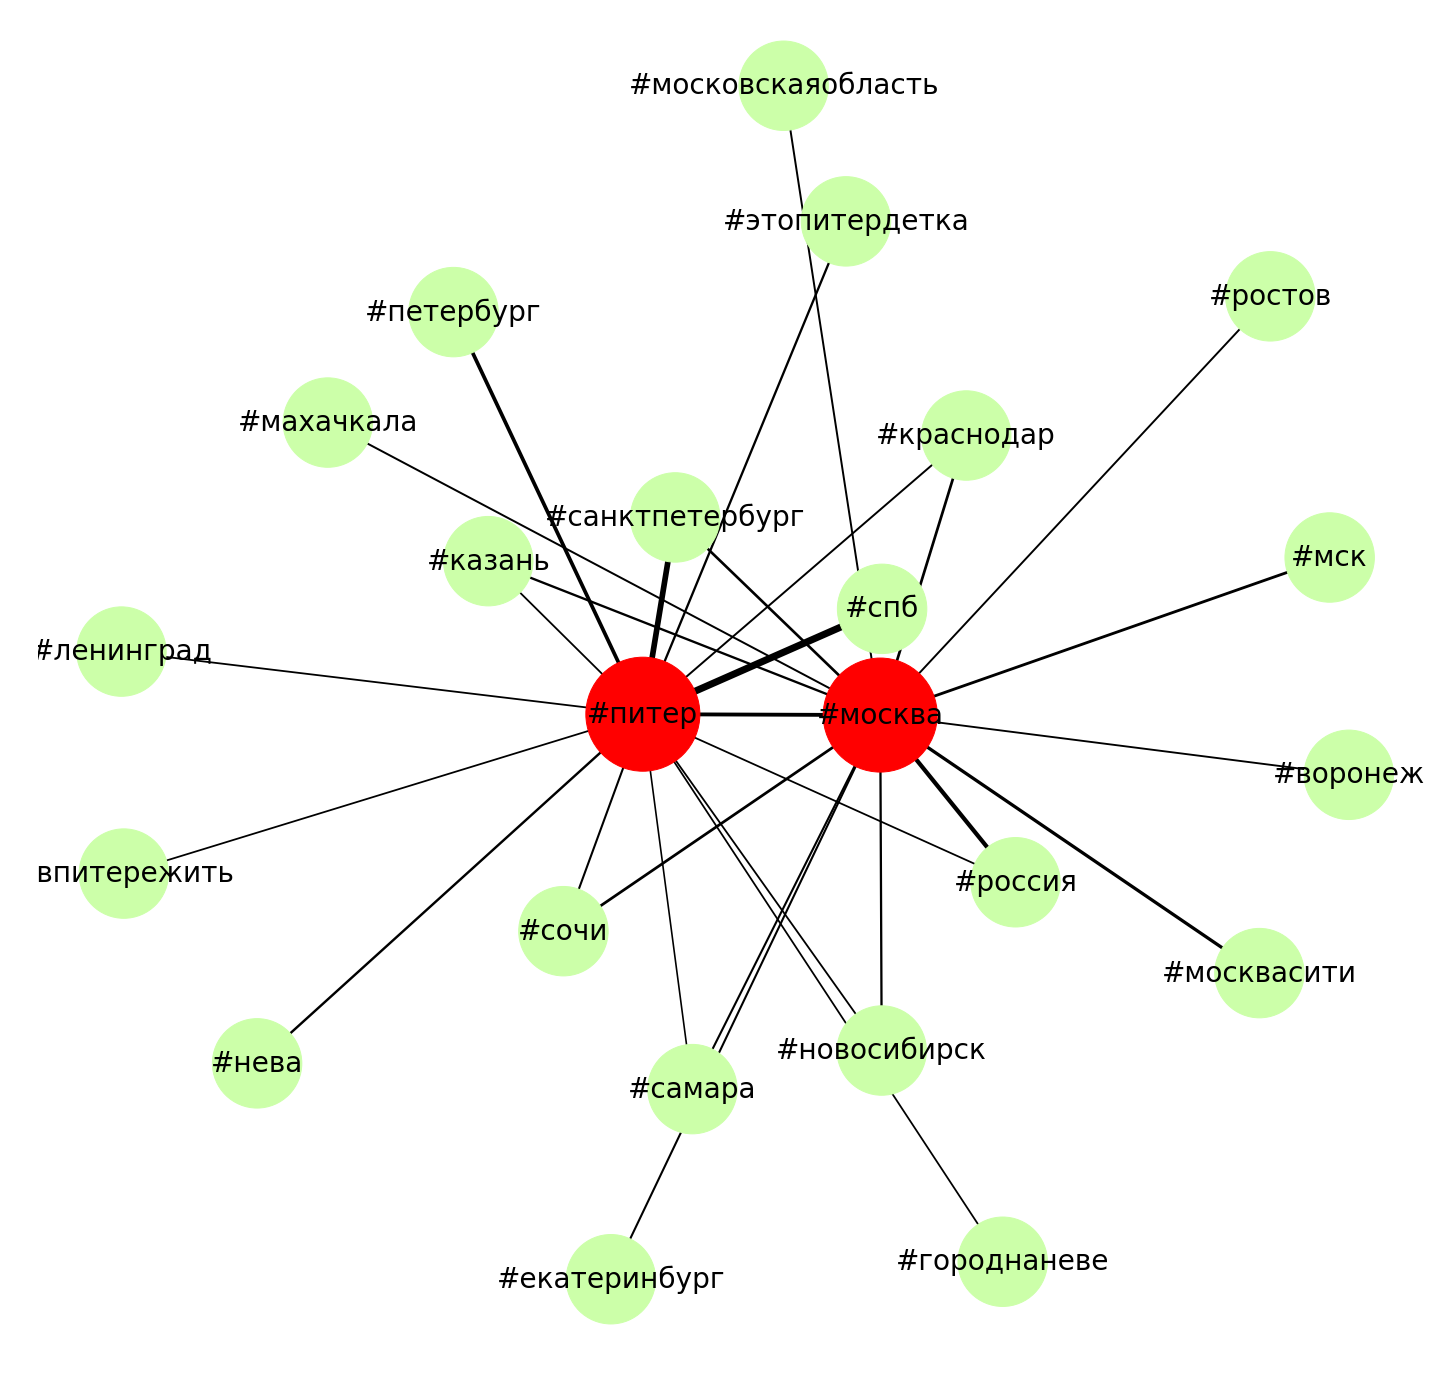 #московскаяобласть
#этопитердетка
#ростов
#петербург
#махачкала
#краснодар
#санктпетербург
#казань
#мск
#спб
#ленинград
#питер
#москва
#воронеж
впитережить
#россия
#сочи
#москвасити
#нева
#новосибирск
#самара
#городнаневе
#екатеринбург